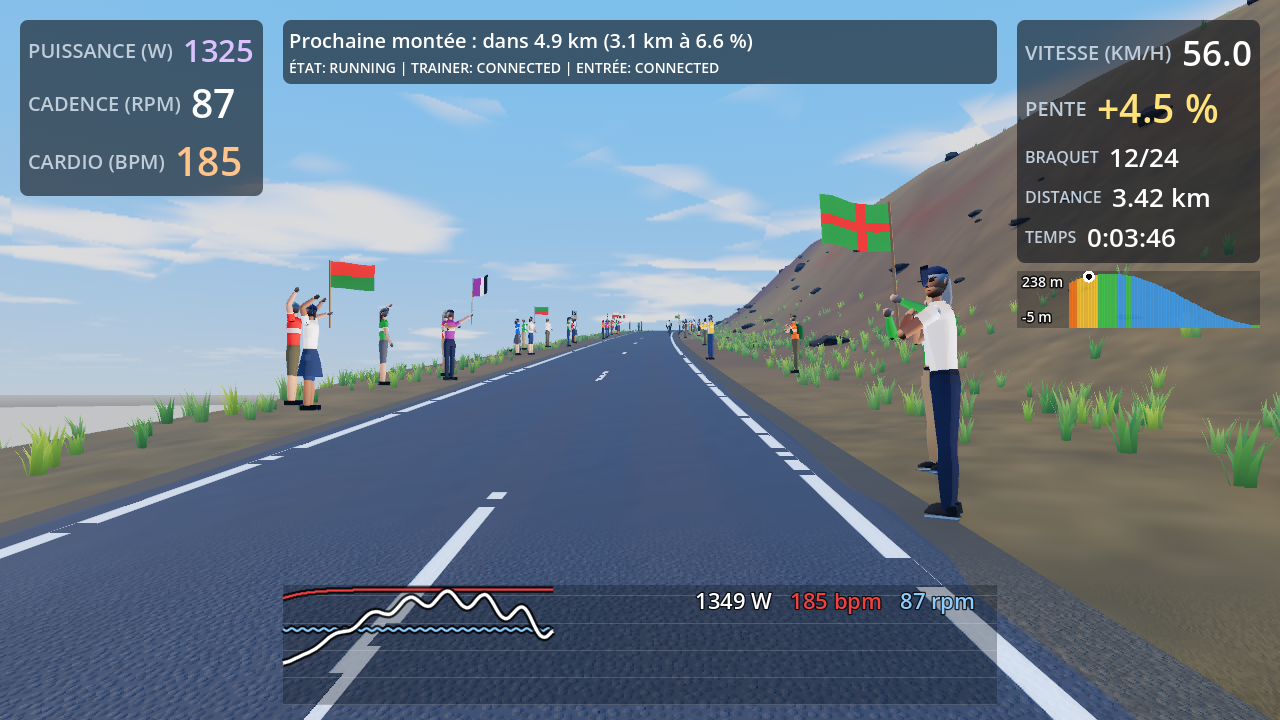 PUISSANCE (W) 1325
CADENCE (RPM) 87
CARDIO (BPM) 185
Prochaine montée : dans 4.9 km (3.1 km à 6.6 %)
ÉTAT: RUNNING | TRAINER: CONNECTED | ENTRÉE: CONNECTED
VITESSE (KM/H) 56.0
PENTE +4.5 %
BRAQUET 12/24
DISTANCE 3.42 km
TEMPS 0:03:46
238 m
-5 m
1349 W 185 bpm 87 rpm